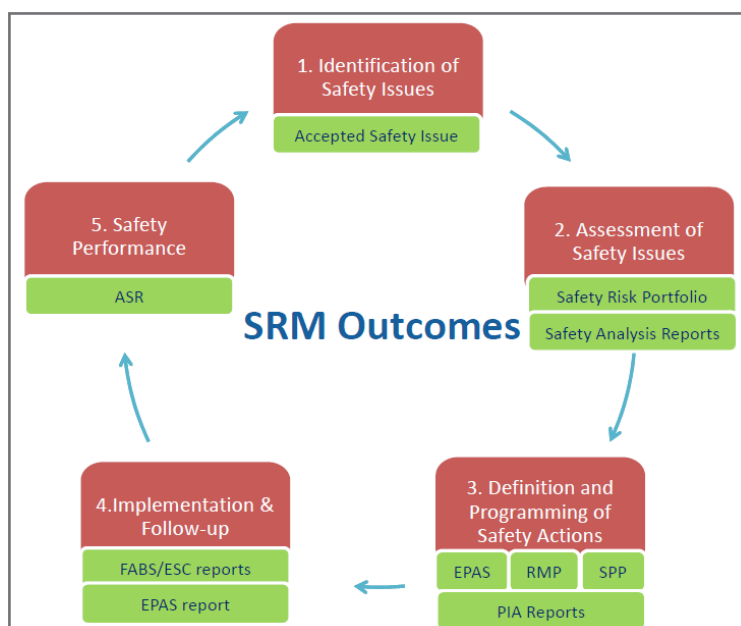 1. Identification of
Safety Issues
Accepted Safety Issue
2. Assessment of
Safety Issues
Safety Risk Portfolio
Safety Analysis Reports
3. Definition and
Programming of
Safety Actions
EPAS RMP SPP
PIA Reports
4.Implementation &
Follow-up
FABS/ESC reports
EPAS report
5. Safety
Performance
ASR
SRM Outcomes